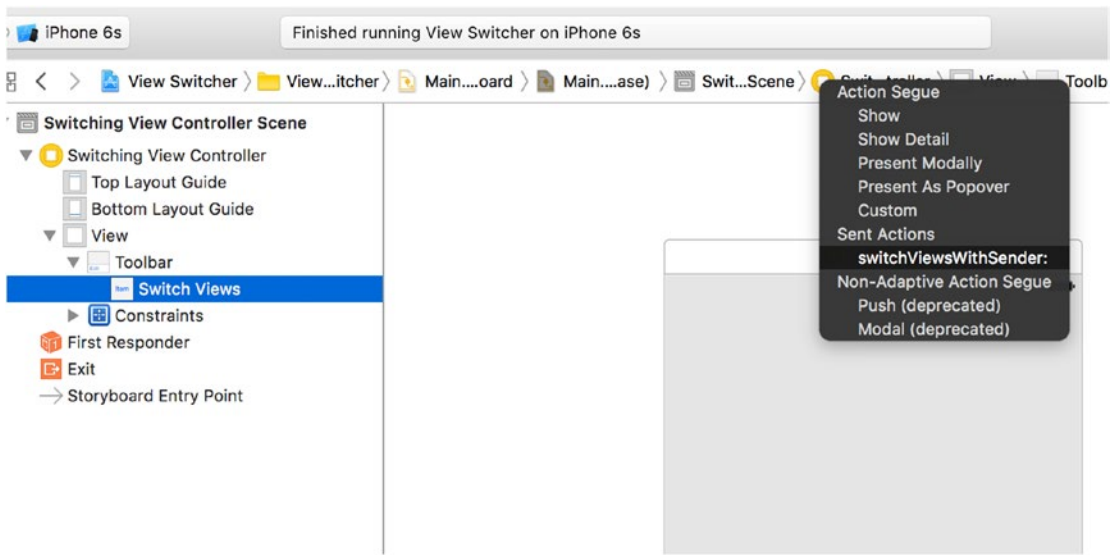 iPhone 6s
Finished running View Switcher on iPhone 6s
View Switcher
View...itcher
Main....oard
Main....ase)
Swit...Scene
View
Toolb
Switching View Controller Scene
Switching View Controller
Top Layout Guide
Bottom Layout Guide
View
Toolbar
Item
Switch Views
Constraints
First Responder
Exit
Storyboard Entry Point
Action Segue
Show
Show Detail
Present Modally
Present As Popover
Custom
Sent Actions
switchViewsWithSender:
Non-Adaptive Action Segue
Push (deprecated)
Modal (deprecated)